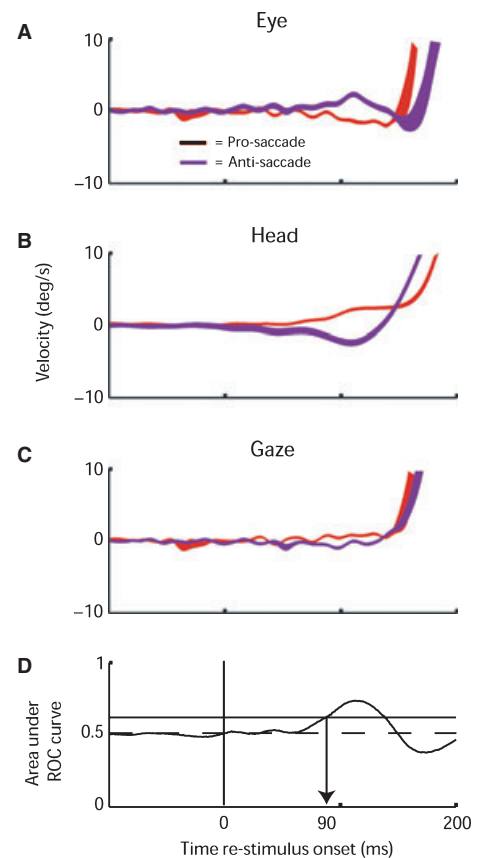 A
Eye
10
0
−10
= Pro-saccade
= Anti-saccade
B
Head
10
0
−10
Velocity (deg/s)
C
Gaze
10
0
−10
D
1
0.5
0
Area under
ROC curve
0
90
200
Time re-stimulus onset (ms)